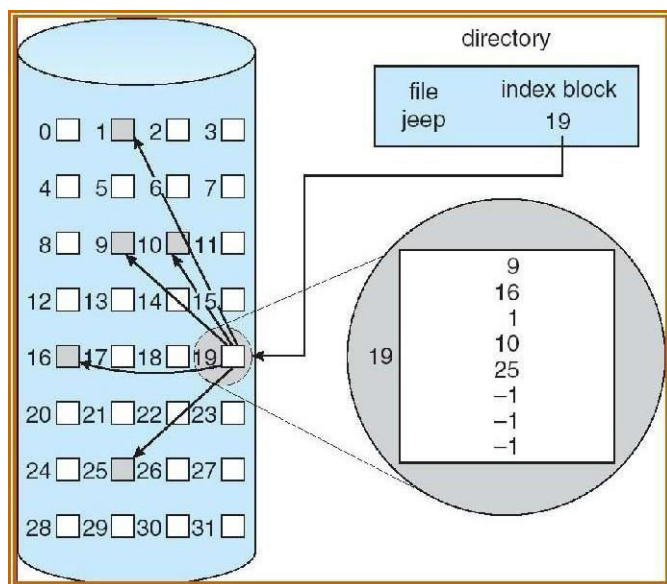 directory
file index block
jeep 19
0 1 2 3
4 5 6 7
8 9 10 11
12 13 14 15
16 17 18 19
20 21 22 23
24 25 26 27
28 29 30 31
19
9
16
1
10
25
–1
–1
–1